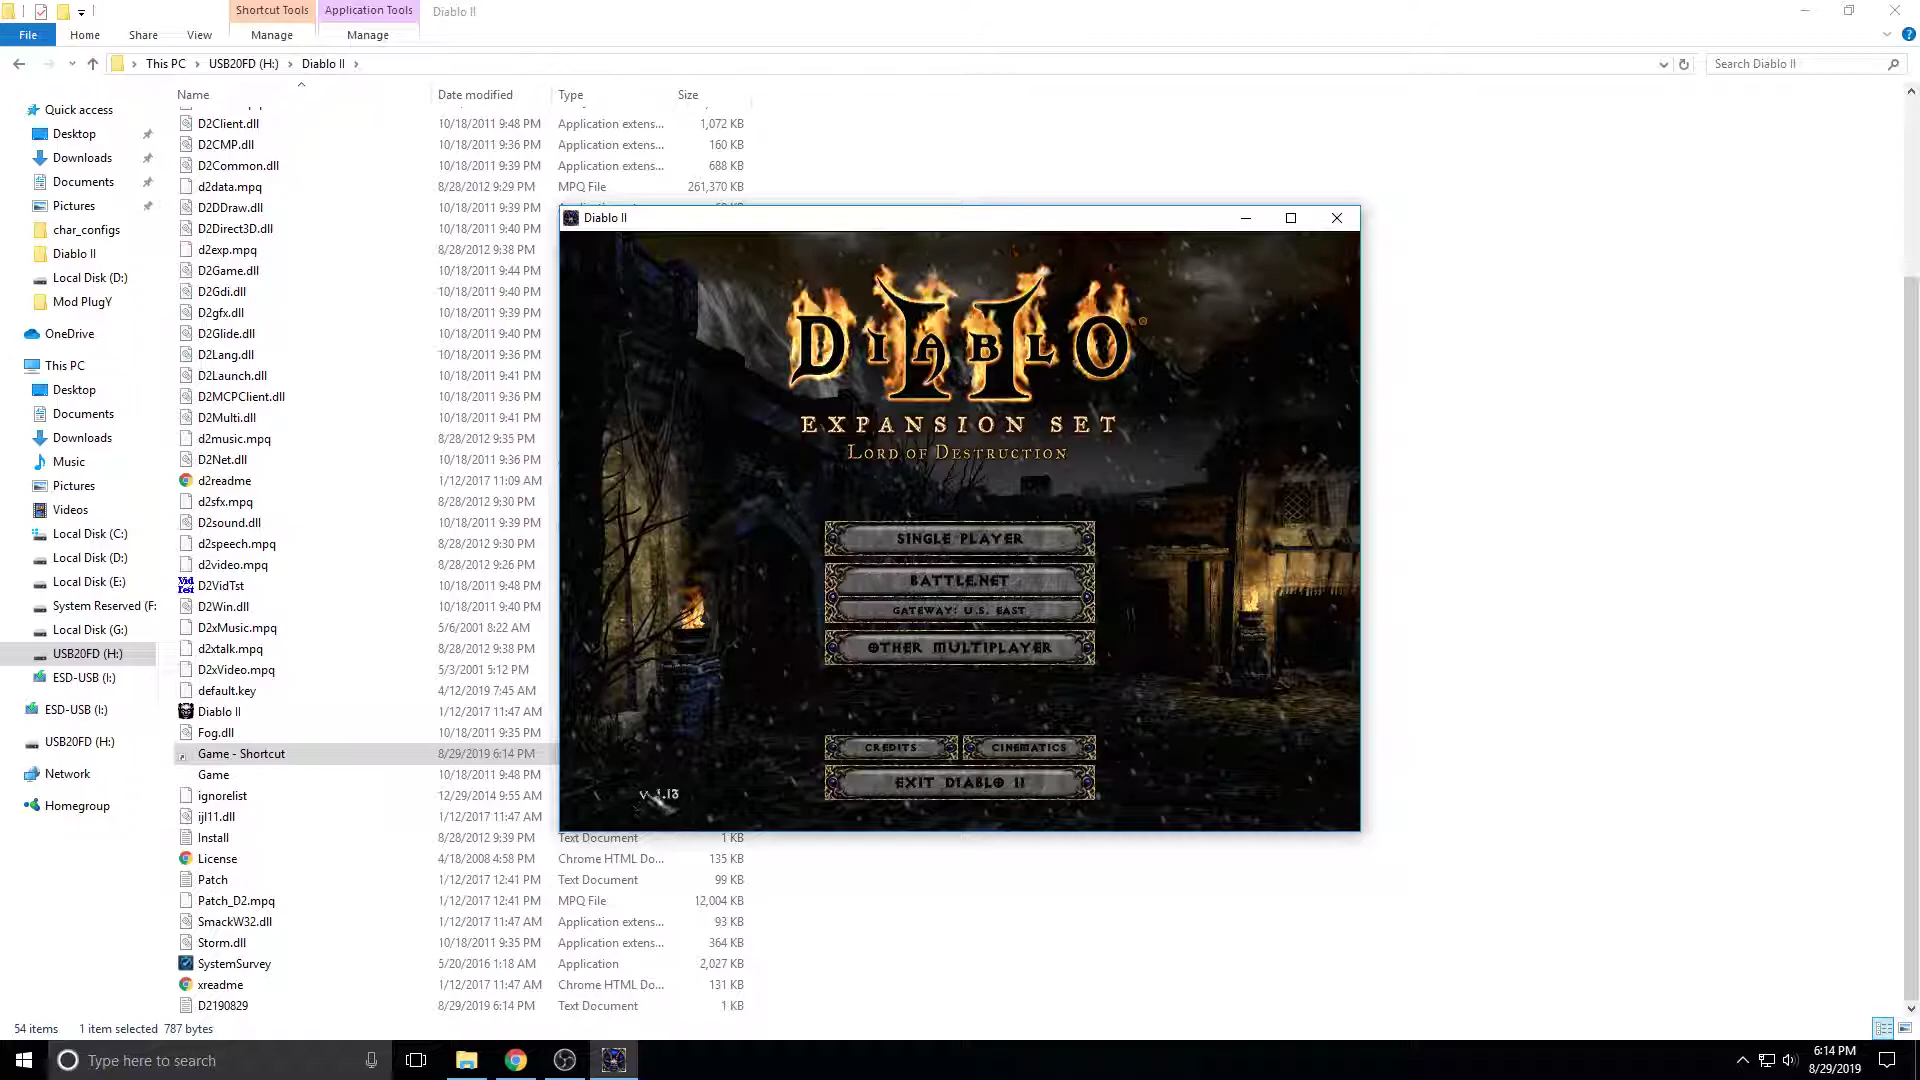 Shortcut Tools
Application Tools
Diablo II
File
Home
Share
View
Manage
Manage
This PC
USB20FD (H:)
Diablo II
Search Diablo II
Name
Date modified
Type
Size
Quick access
Desktop
Downloads
Documents
Pictures
char_configs
Diablo II
Local Disk (D:)
Mod PlugY
OneDrive
This PC
Desktop
Documents
Downloads
Music
Pictures
Videos
Local Disk (C:)
Local Disk (D:)
Local Disk (E:)
System Reserved (F:
Local Disk (G:)
USB20FD (H:)
ESD-USB (I:)
ESD-USB (I:)
USB20FD (H:)
Network
Homegroup
D2Client.dll 10/18/2011 9:48 PM Application extens... 1,072 KB
D2CMP.dll 10/18/2011 9:36 PM Application extens... 160 KB
D2Common.dll 10/18/2011 9:39 PM Application extens... 688 KB
d2data.mpq 8/28/2012 9:29 PM MPQ File 261,370 KB
D2DDraw.dll 10/18/2011 9:39 PM
D2Direct3D.dll 10/18/2011 9:40 PM
d2exp.mpq 8/28/2012 9:38 PM
D2Game.dll 10/18/2011 9:44 PM
D2Gdi.dll 10/18/2011 9:40 PM
D2gfx.dll 10/18/2011 9:39 PM
D2Glide.dll 10/18/2011 9:40 PM
D2Lang.dll 10/18/2011 9:36 PM
D2Launch.dll 10/18/2011 9:41 PM
D2MCPClient.dll 10/18/2011 9:36 PM
D2Multi.dll 10/18/2011 9:41 PM
d2music.mpq 8/28/2012 9:35 PM
D2Net.dll 10/18/2011 9:36 PM
d2readme 1/12/2017 11:09 AM
d2sfx.mpq 8/28/2012 9:30 PM
D2sound.dll 10/18/2011 9:39 PM
d2speech.mpq 8/28/2012 9:30 PM
d2video.mpq 8/28/2012 9:26 PM
Vid Test D2VidTst 10/18/2011 9:48 PM
D2Win.dll 10/18/2011 9:40 PM
D2xMusic.mpq 5/6/2001 8:22 AM
d2xtalk.mpq 8/28/2012 9:38 PM
D2xVideo.mpq 5/3/2001 5:12 PM
default.key 4/12/2019 7:45 AM
Diablo II 1/12/2017 11:47 AM
Fog.dll 10/18/2011 9:35 PM
Game - Shortcut 8/29/2019 6:14 PM
Game 10/18/2011 9:48 PM
ignorelist 12/29/2014 9:55 AM
ijl11.dll 1/12/2017 11:47 AM
Install 8/28/2012 9:39 PM Text Document 1 KB
License 4/18/2008 4:58 PM Chrome HTML Do... 135 KB
Patch 1/12/2017 12:41 PM Text Document 99 KB
Patch_D2.mpq 1/12/2017 12:41 PM MPQ File 12,004 KB
SmackW32.dll 1/12/2017 11:47 AM Application extens... 93 KB
Storm.dll 10/18/2011 9:35 PM Application extens... 364 KB
SystemSurvey 5/20/2016 1:18 AM Application 2,027 KB
xreadme 1/12/2017 11:47 AM Chrome HTML Do... 131 KB
D2190829 8/29/2019 6:14 PM Text Document 1 KB
Diablo II
DIABLO II
EXPANSION SET
LORD OF DESTRUCTION
SINGLE PLAYER
BATTLE.NET
GATEWAY: U.S. EAST
OTHER MULTIPLAYER
CREDITS
CINEMATICS
EXIT DIABLO II
v 1.13
54 items 1 item selected 787 bytes
Type here to search
6:14 PM
8/29/2019